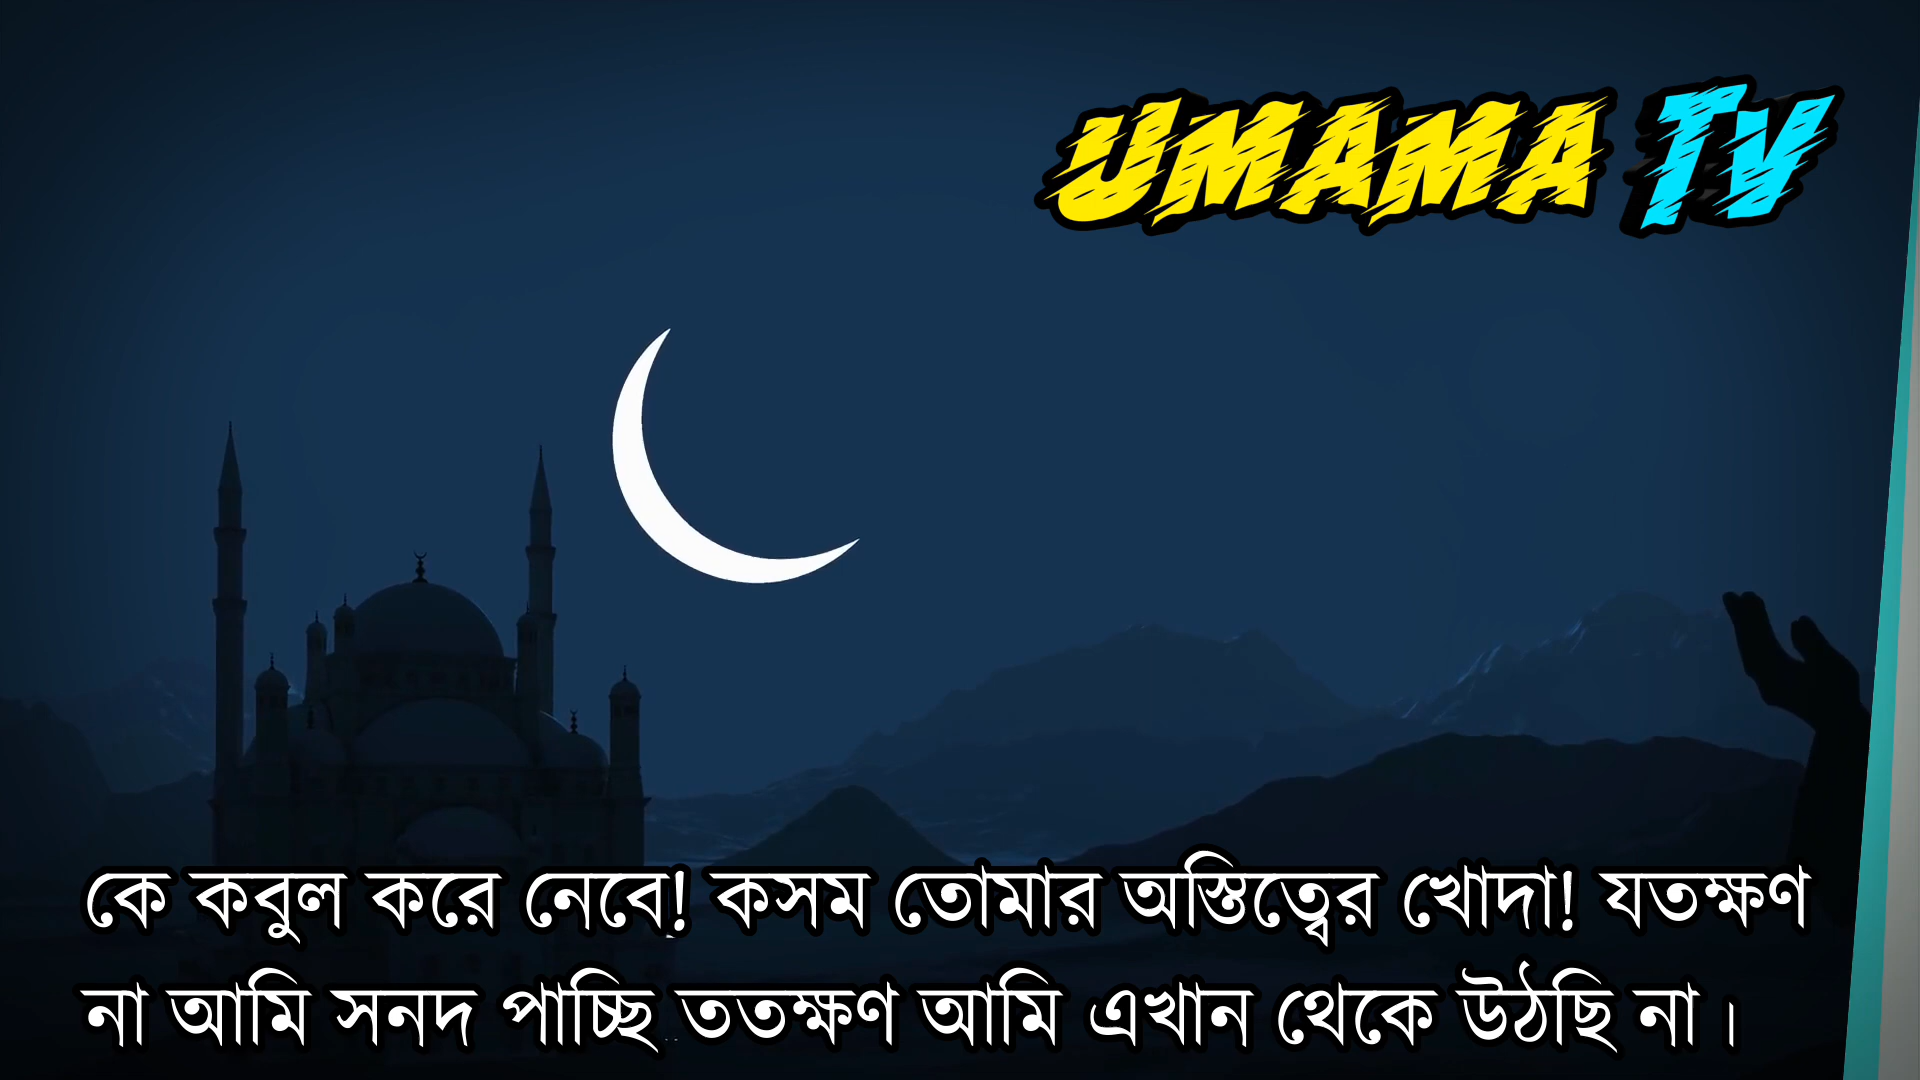 UMAMA TV
কে কবুল করে নেবে! কসম তোমার অস্তিত্বের খোদা! যতক্ষণ
না আমি সনদ পাচ্ছি ততক্ষণ আমি এখান থেকে উঠছি না।